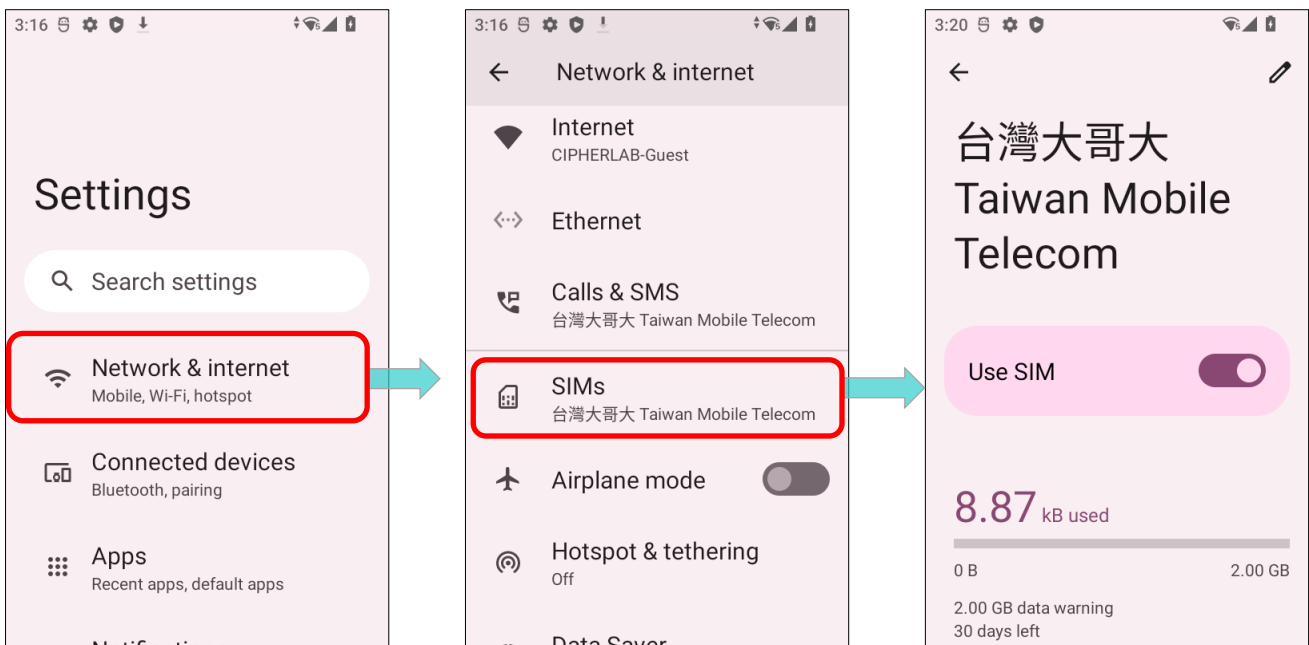 3:16
Settings
Search settings
Network & internet
Mobile, Wi-Fi, hotspot
Connected devices
Bluetooth, pairing
Apps
Recent apps, default apps
3:16
Network & internet
Internet
CIPHERLAB-Guest
Ethernet
Calls & SMS
台灣大哥大 Taiwan Mobile Telecom
SIMs
台灣大哥大 Taiwan Mobile Telecom
Airplane mode
Hotspot & tethering
Off
Data Saver
3:20
台灣大哥大
Taiwan Mobile
Telecom
Use SIM
8.87 kB used
0 B 2.00 GB
2.00 GB data warning
30 days left